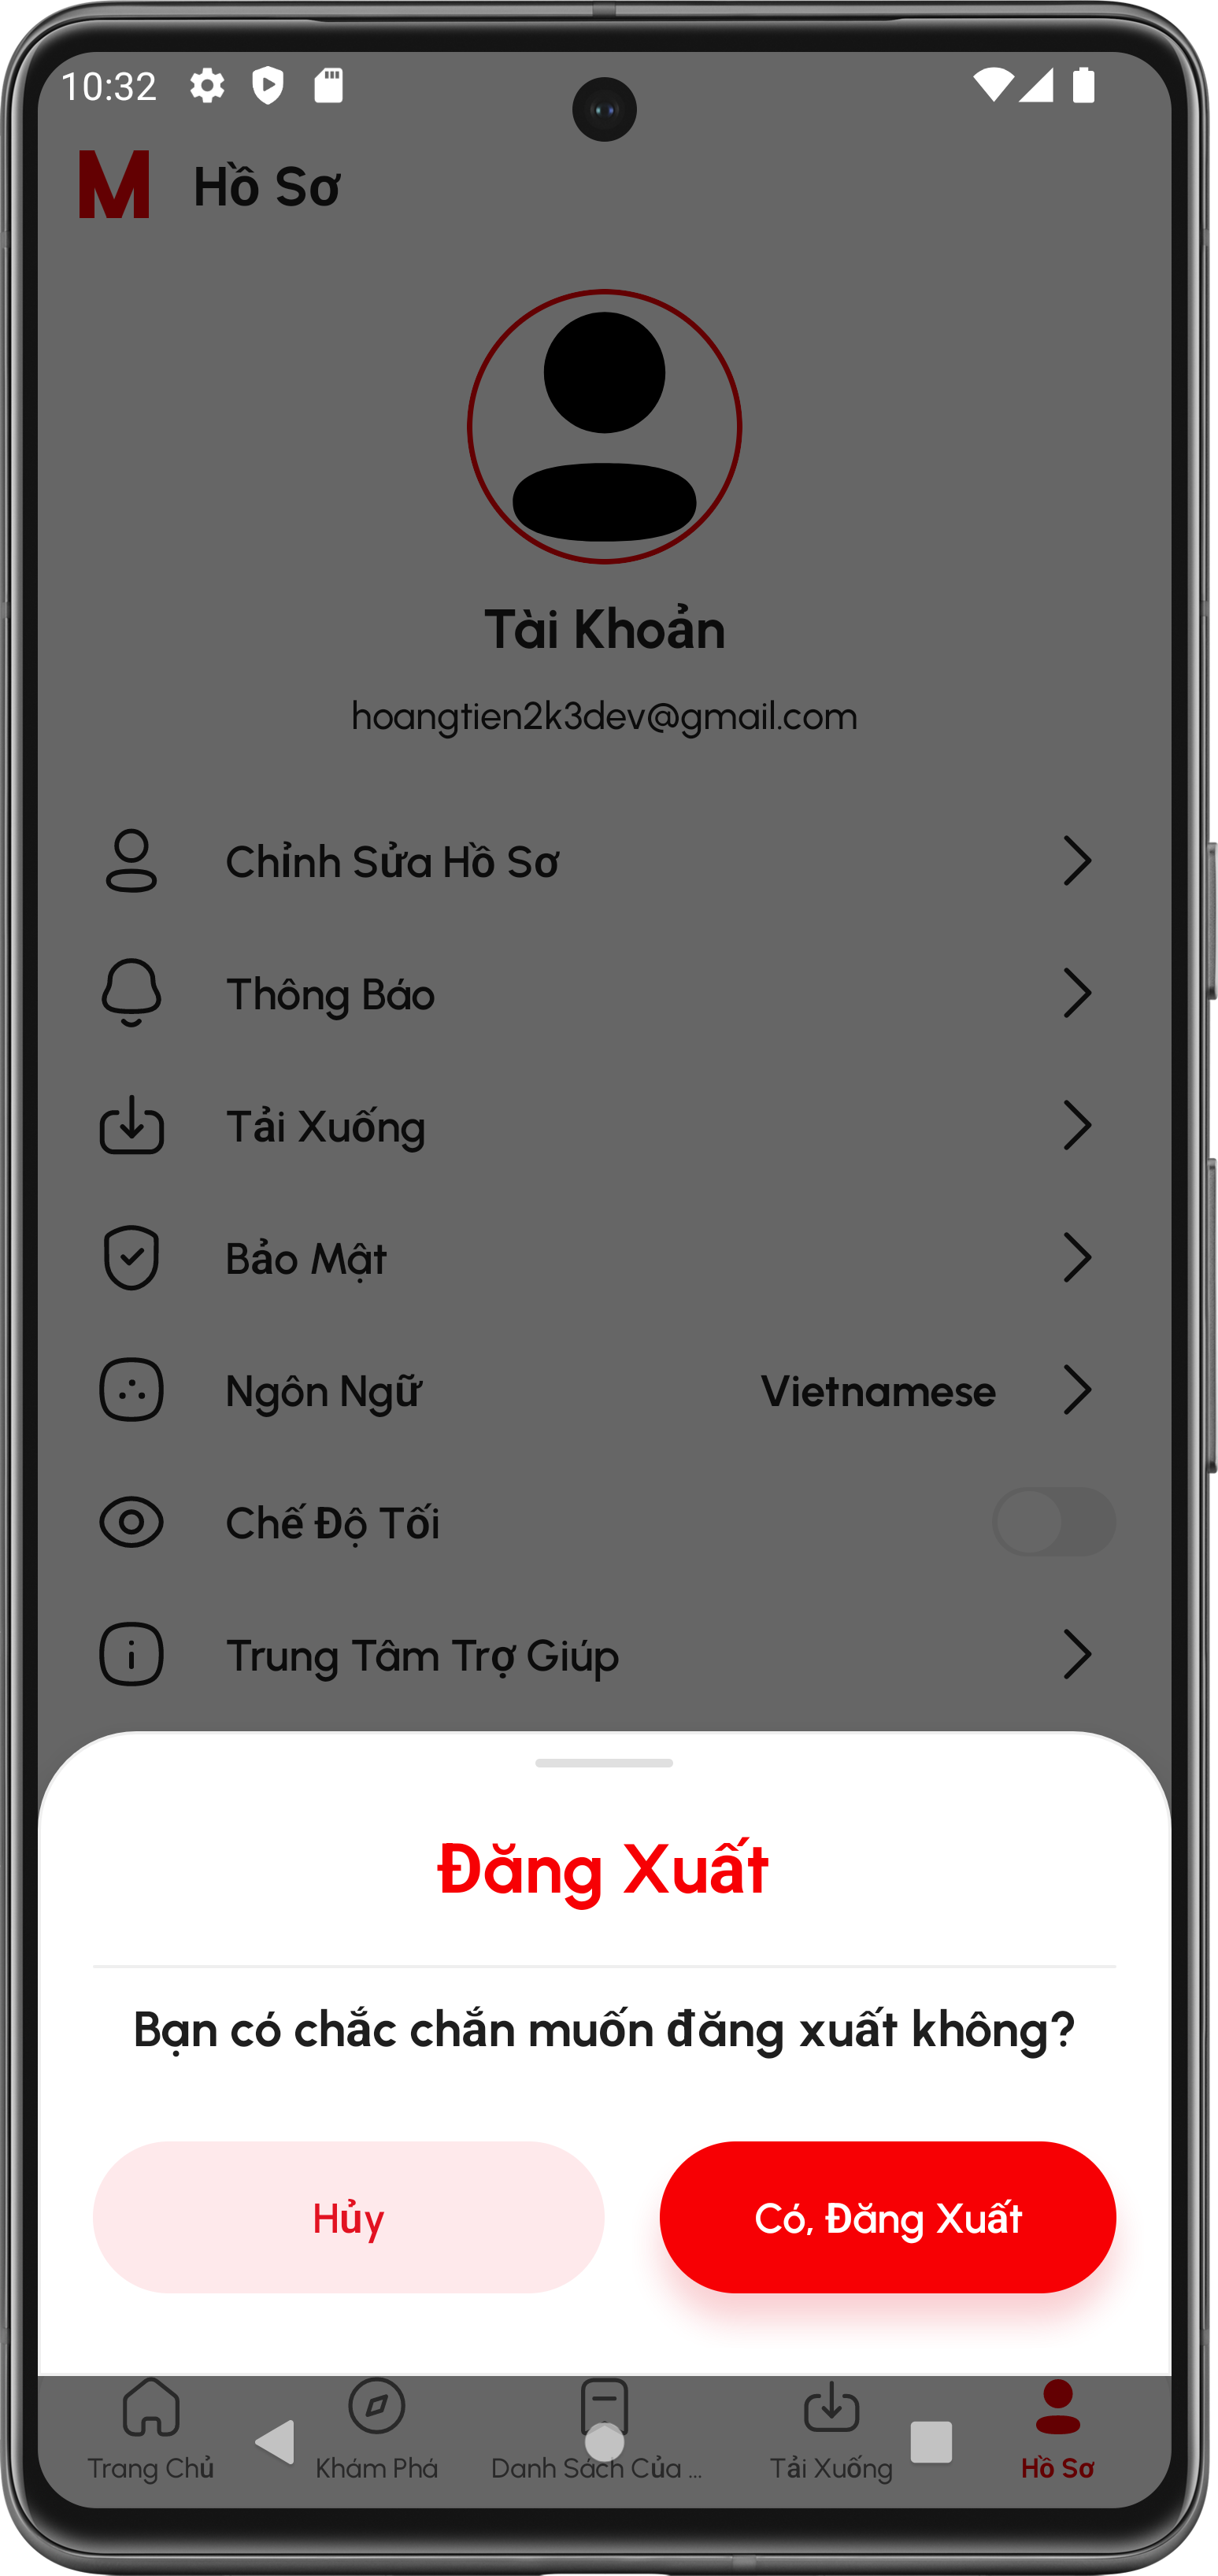 10:32
M Hồ Sơ
Tài Khoản
hoangtien2k3dev@gmail.com
Chỉnh Sửa Hồ Sơ
Thông Báo
Tải Xuống
Bảo Mật
Ngôn Ngữ Vietnamese
Chế Độ Tối
Trung Tâm Trợ Giúp
Đăng Xuất
Bạn có chắc chắn muốn đăng xuất không?
Hủy Có, Đăng Xuất
Trang Chủ Khám Phá Danh Sách Của ... Tải Xuống Hồ Sơ